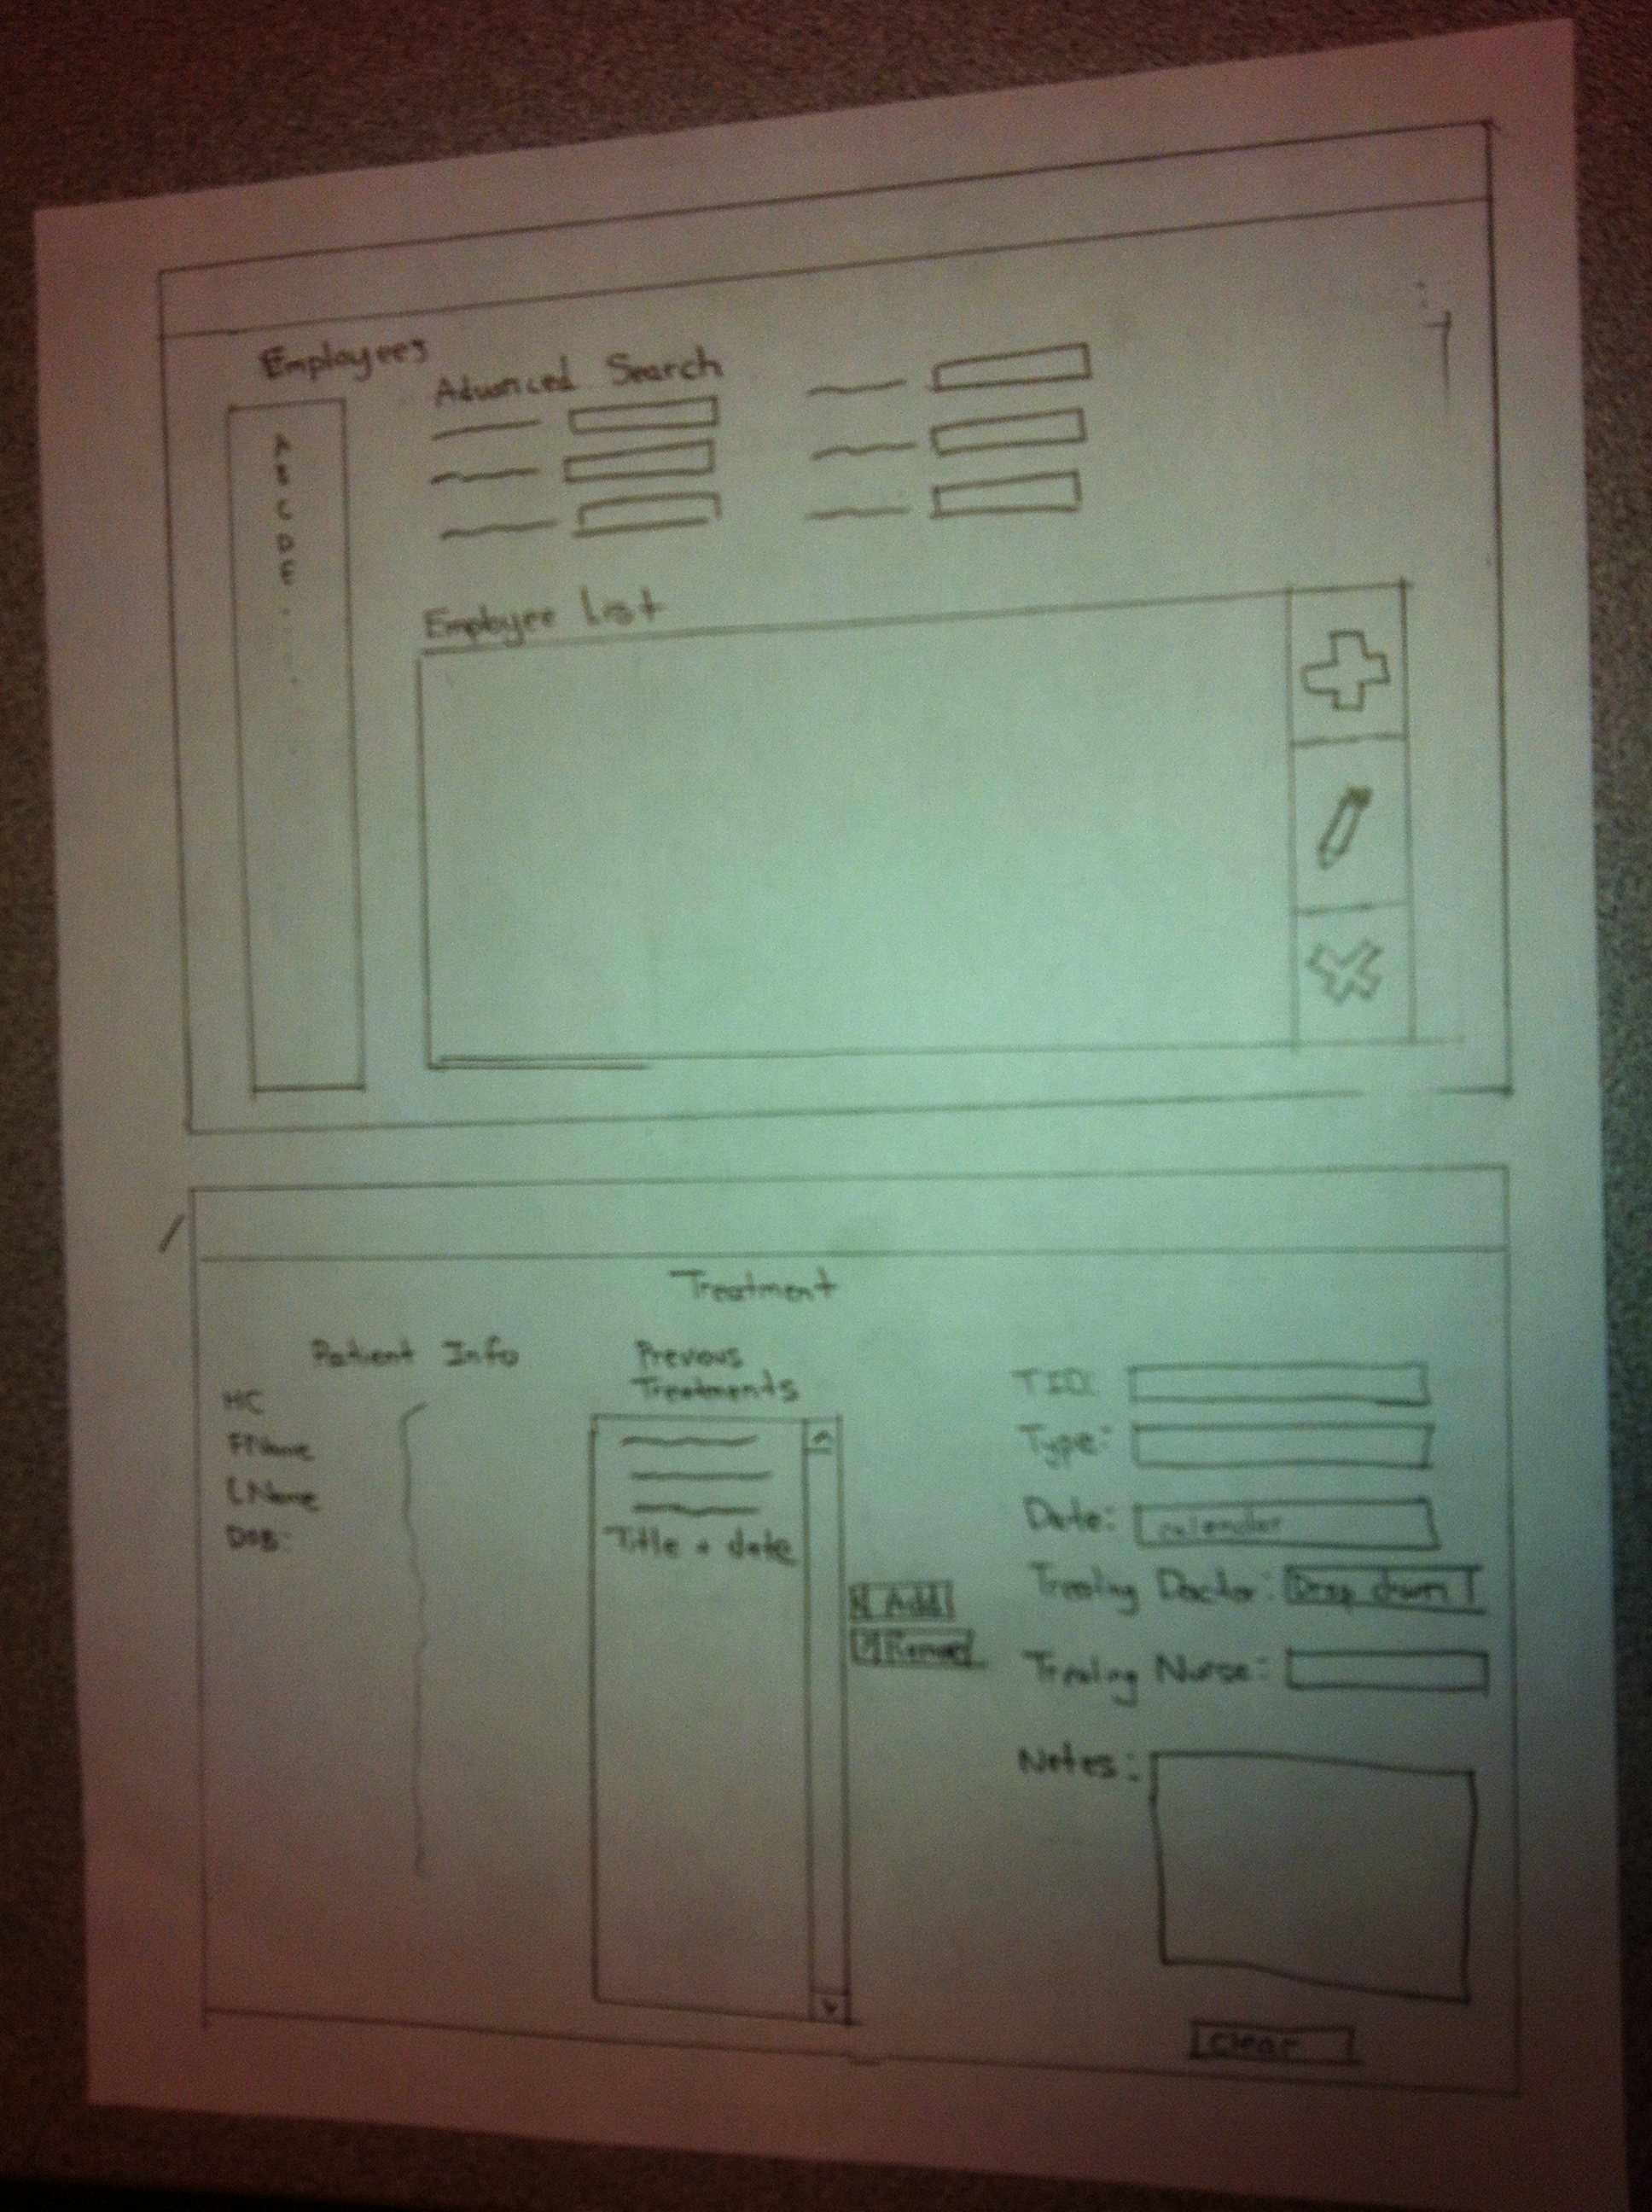 Employees
Advanced Search
A
B
C
D
E
Employee List
Treatment
Patient Info
HC
FName
LName
DOB:
Previous
Treatments
Title + date
Add
Remove
TID:
Type:
Date: calendar
Treating Doctor: Drop down
Treating Nurse:
Notes:
Clear